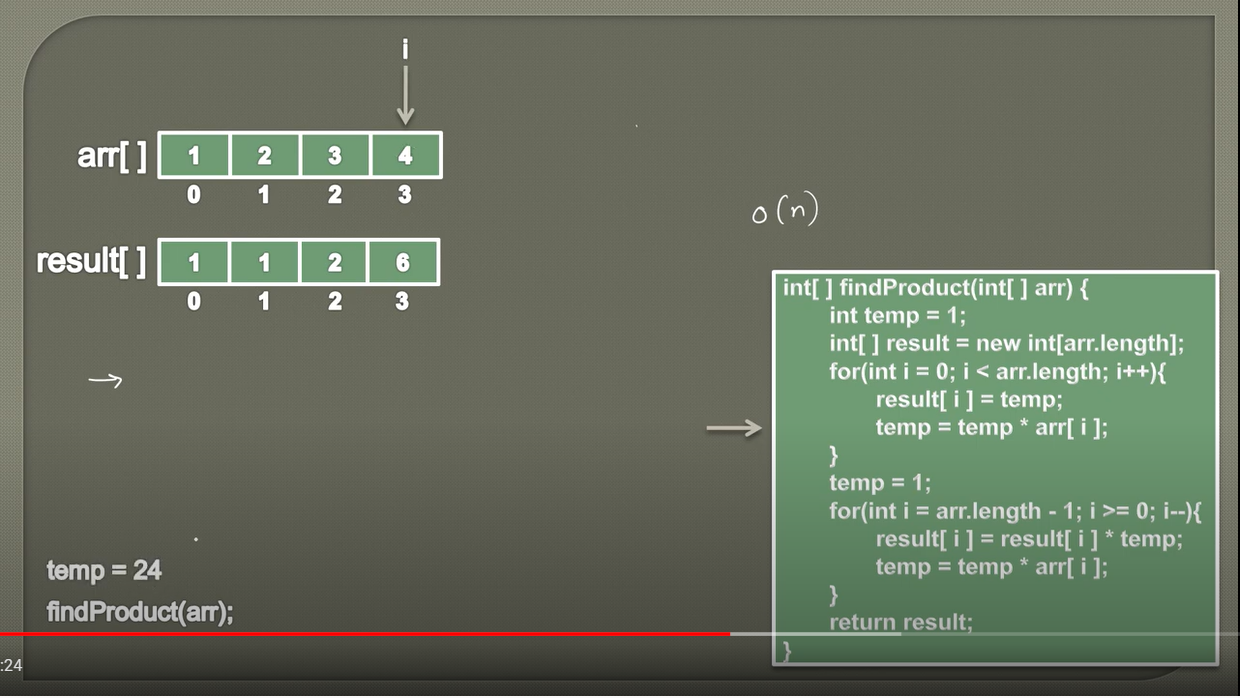 i
arr[ ] 1 2 3 4
0 1 2 3
result[ ] 1 1 2 6
0 1 2 3
o(n)
int[ ] findProduct(int[ ] arr) {
int temp = 1;
int[ ] result = new int[arr.length];
for(int i = 0; i < arr.length; i++){
result[ i ] = temp;
temp = temp * arr[ i ];
}
temp = 1;
for(int i = arr.length - 1; i >= 0; i--){
result[ i ] = result[ i ] * temp;
temp = temp * arr[ i ];
}
return result;
}
temp = 24
findProduct(arr);
:24